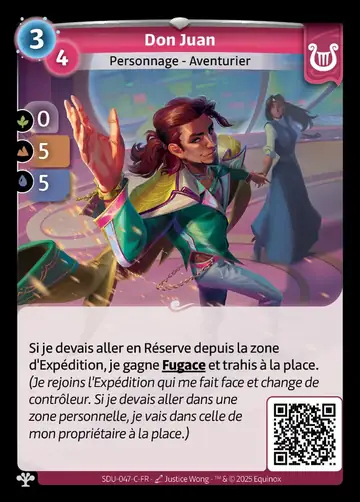 3
4
Don Juan
Personnage - Aventurier
0
5
5
Si je devais aller en Réserve depuis la zone
d'Expédition, je gagne Fugace et trahis à la place.
(Je rejoins l'Expédition qui me fait face et change de
contrôleur. Si je devais aller dans une
zone personnelle, je vais dans celle de
mon propriétaire à la place.)
SDU-047-C-FR - Justice Wong - ™ & © 2025 Equinox